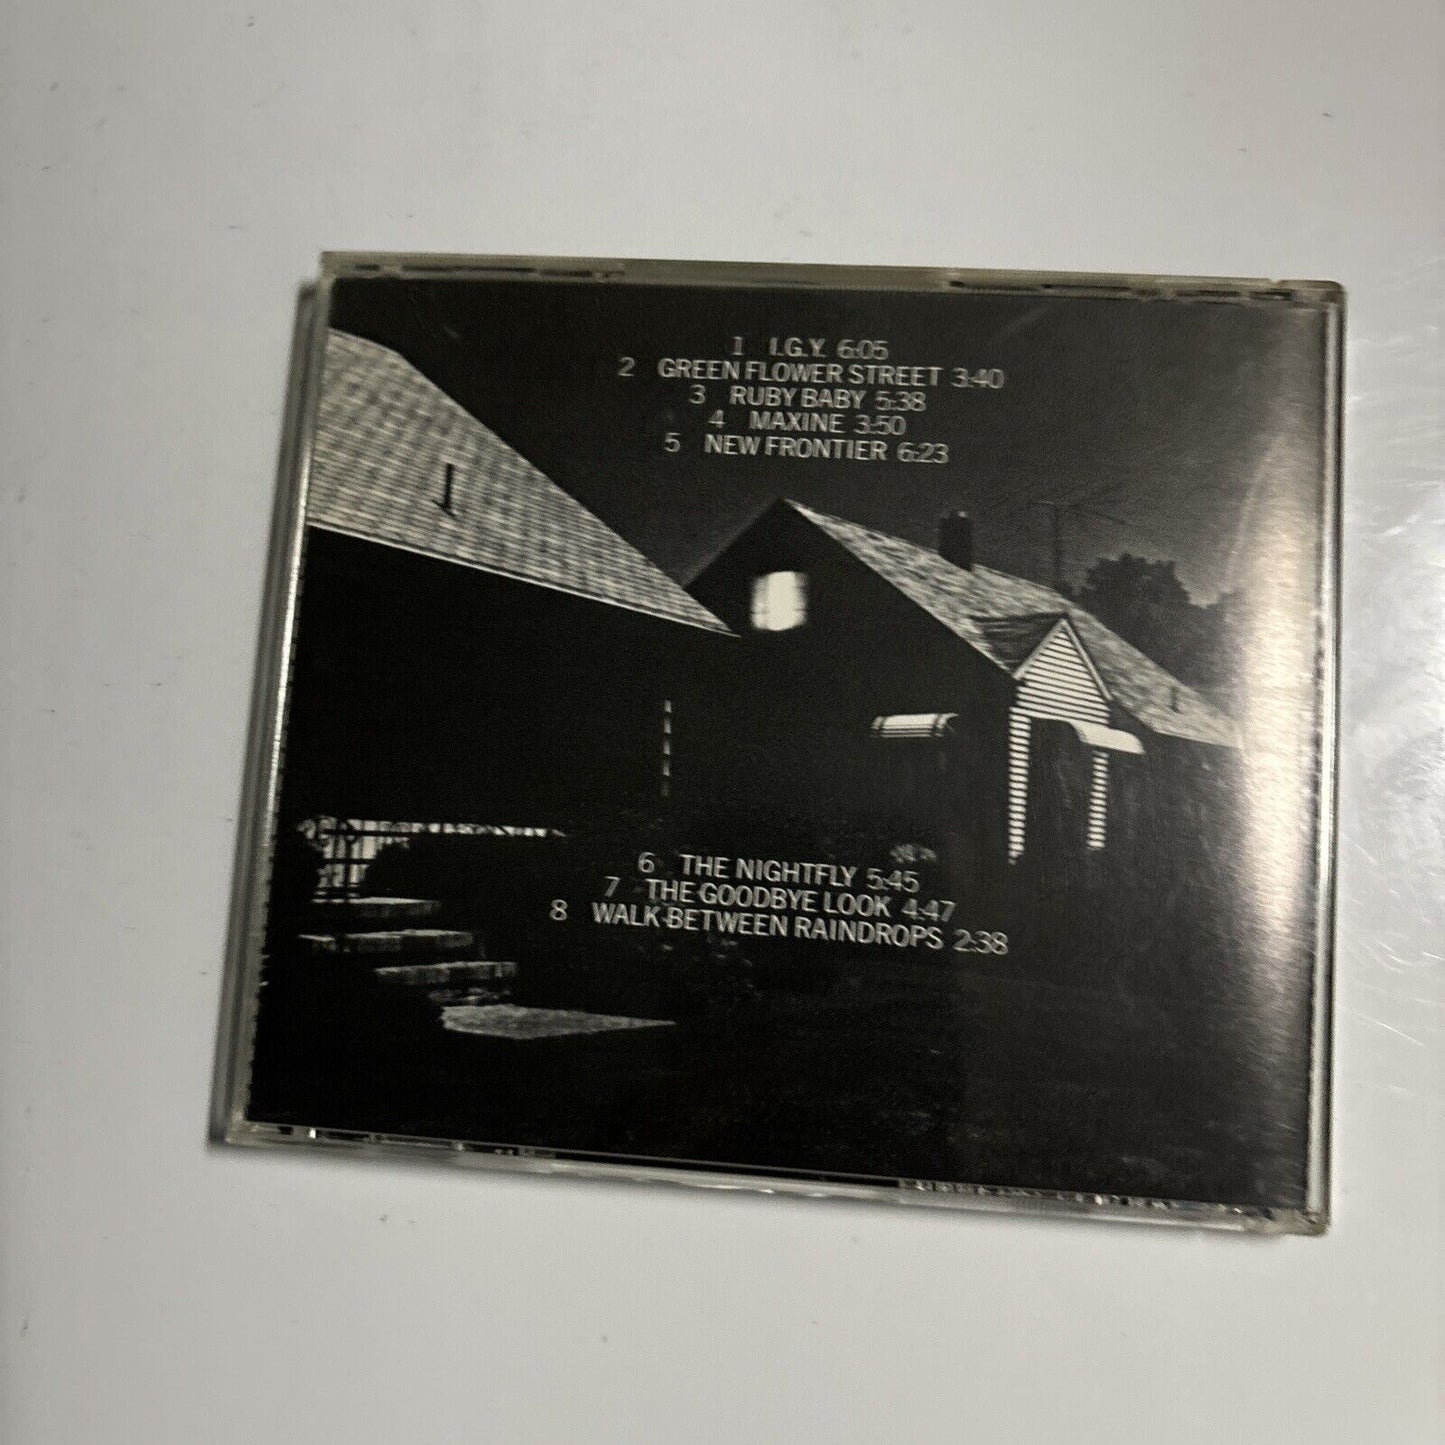 1 I.G.Y. 6:05
2 GREEN FLOWER STREET 3:40
3 RUBY BABY 5:38
4 MAXINE 3:50
5 NEW FRONTIER 6:23
6 THE NIGHTFLY 5:45
7 THE GOODBYE LOOK 4:47
8 WALK BETWEEN RAINDROPS 2:38